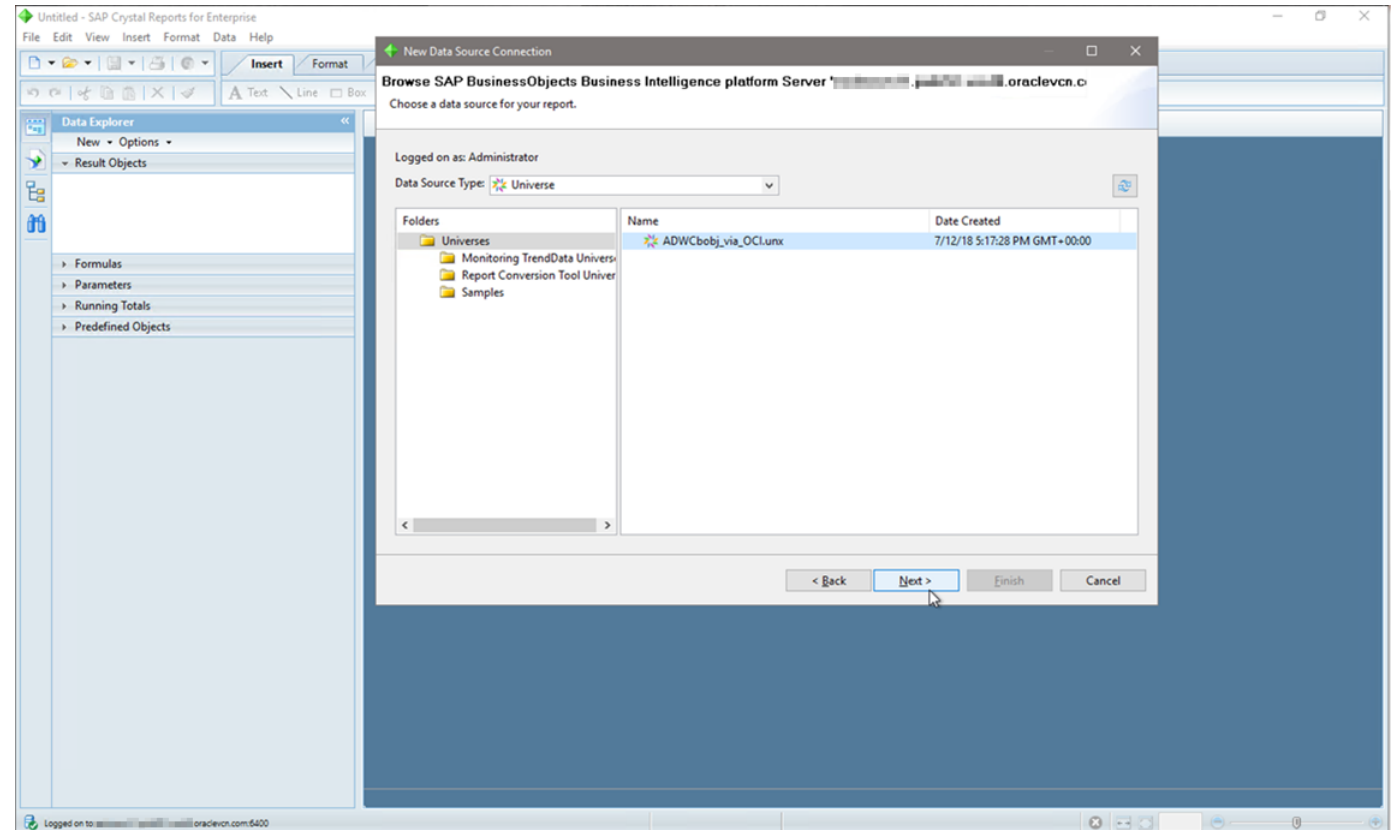 Untitled - SAP Crystal Reports for Enterprise
File Edit View Insert Format Data Help
Insert Format
A Text Line Box
Data Explorer
New Options
Result Objects
Formulas
Parameters
Running Totals
Predefined Objects
New Data Source Connection
Browse SAP BusinessObjects Business Intelligence platform Server '
.oraclevcn.c
Choose a data source for your report.
Logged on as: Administrator
Data Source Type: Universe
Folders
Universes
Monitoring TrendData Univers
Report Conversion Tool Univer
Samples
Name Date Created
ADWCbobj_via_OCI.unx 7/12/18 5:17:28 PM GMT+00:00
< Back Next > Finish Cancel
Logged on to: oraclevcn.com:6400